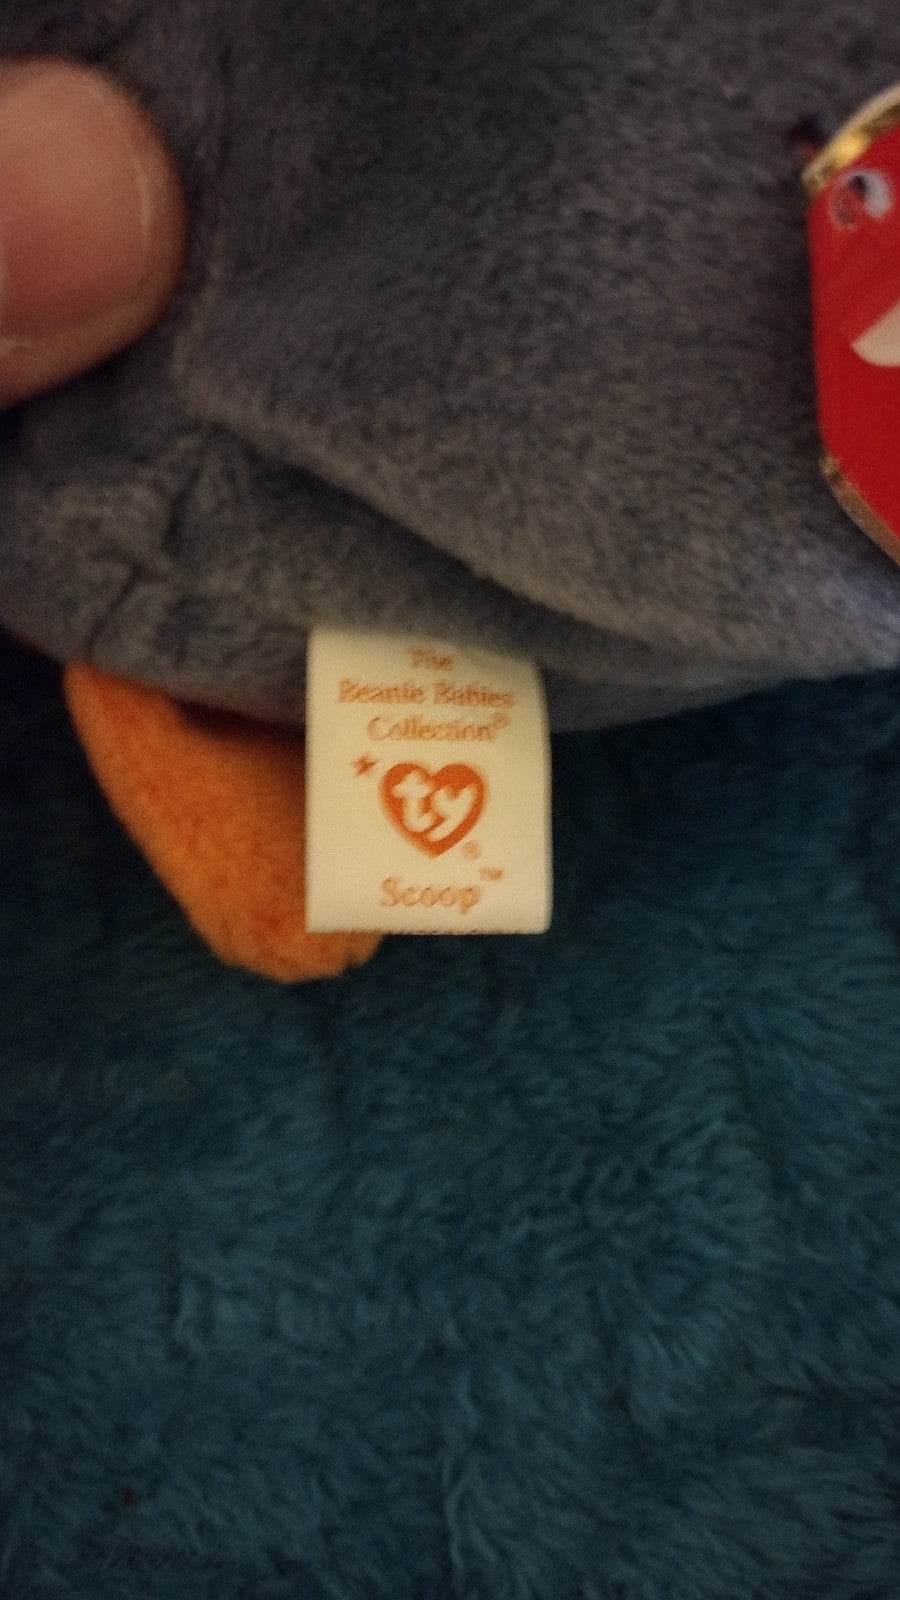 The
Beanie Babies
Collection®
ty®
Scoop™